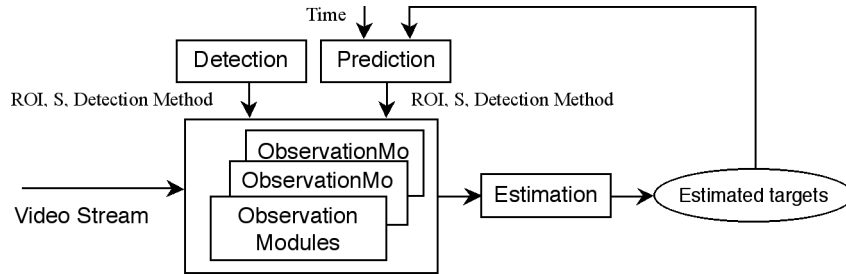 Time
Detection
Prediction
ROI, S, Detection Method
ROI, S, Detection Method
ObservationMo
ObservationMo
Observation
Modules
Video Stream
Estimation
Estimated targets